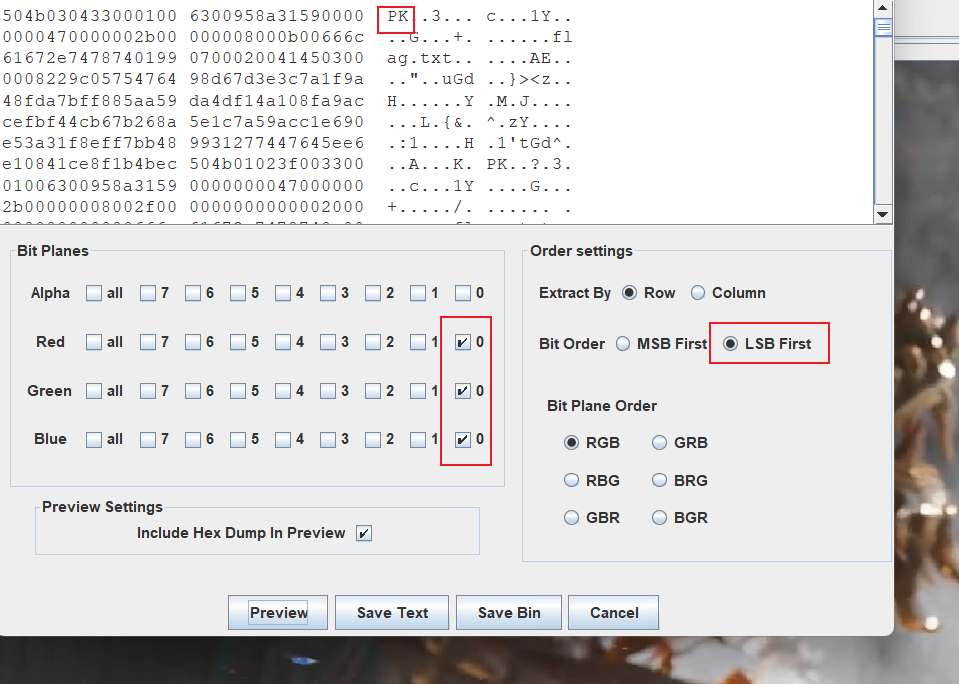 504b030433000100 6300958a31590000 PK..3... c...1Y..
0000470000002b00 000000008000b00666c ..G...+. ......fl
61672e7478740199 0700020041450300 ag.txt.. ....AE..
0008229c05754764 98d67d3e3c7a1f9a .."..uGd ..}><z..
48fda7bff885aa59 da4df14a108fa9ac H......Y .M.J....
cefbf44cb67b268a 5e1c7a59acc1e690 ...L.{&. ^.zY....
e53a31f8eff7bb48 9931277447645ee6 .:1....H .1'tGd^.
e10841ce8f1b4bec 504b01023f003300 ..A...K. PK..?.3.
01006300958a3159 0000000047000000 ..c...1Y ....G...
2b00000008002f00 0000000000002000 +...../. ...... .
Bit Planes
Alpha all 7 6 5 4 3 2 1 0
Red all 7 6 5 4 3 2 1 0
Green all 7 6 5 4 3 2 1 0
Blue all 7 6 5 4 3 2 1 0
Preview Settings
Include Hex Dump In Preview
Order settings
Extract By Row Column
Bit Order MSB First LSB First
Bit Plane Order
RGB GRB
RBG BRG
GBR BGR
Preview Save Text Save Bin Cancel